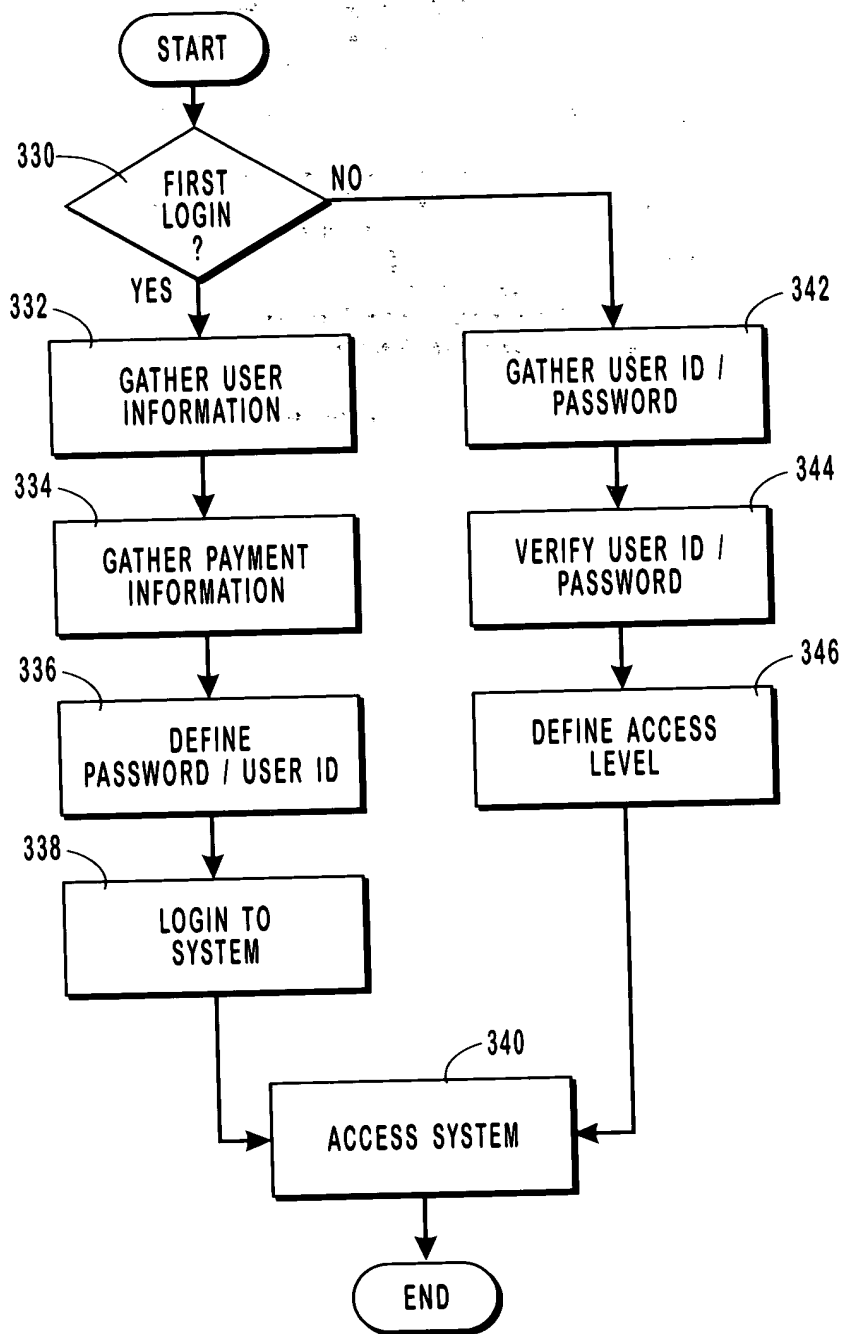 START
330
FIRST
LOGIN
?
NO
YES
332
GATHER USER
INFORMATION
334
GATHER PAYMENT
INFORMATION
336
DEFINE
PASSWORD / USER ID
338
LOGIN TO
SYSTEM
342
GATHER USER ID /
PASSWORD
344
VERIFY USER ID /
PASSWORD
346
DEFINE ACCESS
LEVEL
340
ACCESS SYSTEM
END